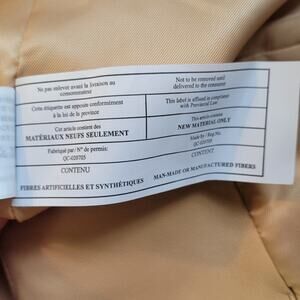 Ne pas enlever avant la livraison au
consommateur
Not to be removed until
delivered to the consumer
Cette étiquette est apposée conformément
à la loi de la province
This label is affixed in compliance
with Provincial Law
Cet article contient des
MATÉRIAUX NEUFS SEULEMENT
This article contains
NEW MATERIAL ONLY
Fabriqué par/ N° de permis:
QC-020705
Made by / Reg No.
QC-020705
CONTENU
CONTENT
FIBRES ARTIFICIELLES ET SYNTHÉTIQUES
MAN-MADE OR MANUFACTURED FIBERS